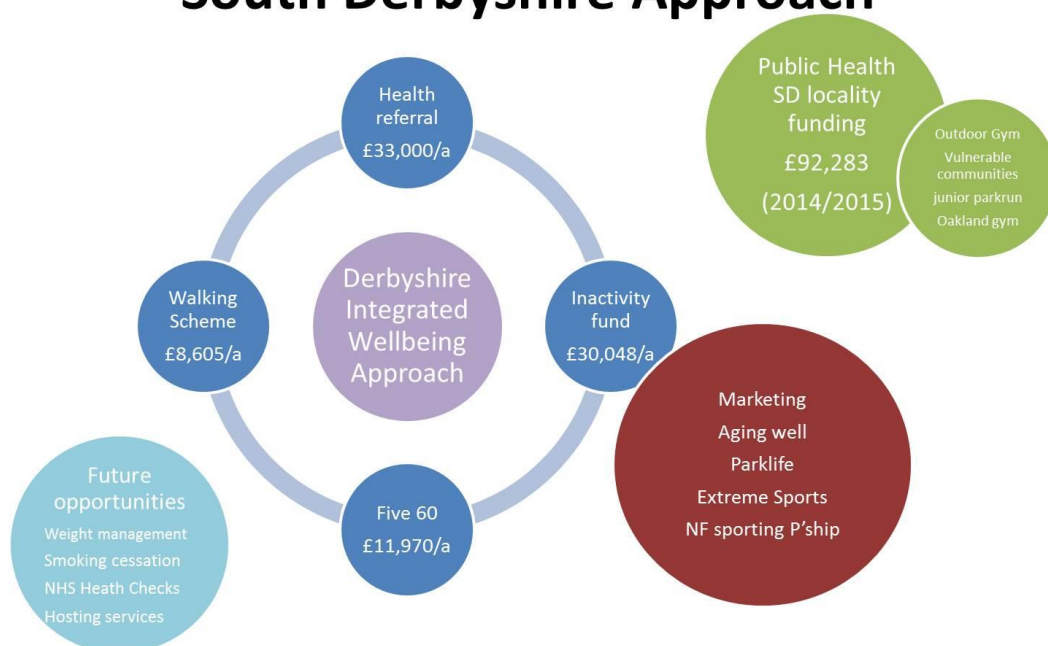 South Derbyshire Approach
Health
referral
£33,000/a
Public Health
SD locality
funding
£92,283
(2014/2015)
Outdoor Gym
Vulnerable
communities
junior parkrun
Oakland gym
Derbyshire
Integrated
Wellbeing
Approach
Walking
Scheme
£8,605/a
Inactivity
fund
£30,048/a
Marketing
Aging well
Parklife
Extreme Sports
NF sporting P'ship
Five 60
£11,970/a
Future
opportunities
Weight management
Smoking cessation
NHS Heath Checks
Hosting services